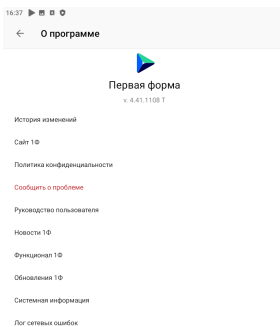 16:37
О программе
Первая форма
v. 4.41.1108 T
История изменений
Сайт 1Ф
Политика конфиденциальности
Сообщить о проблеме
Руководство пользователя
Новости 1Ф
Функционал 1Ф
Обновления 1Ф
Системная информация
Лог сетевых ошибок